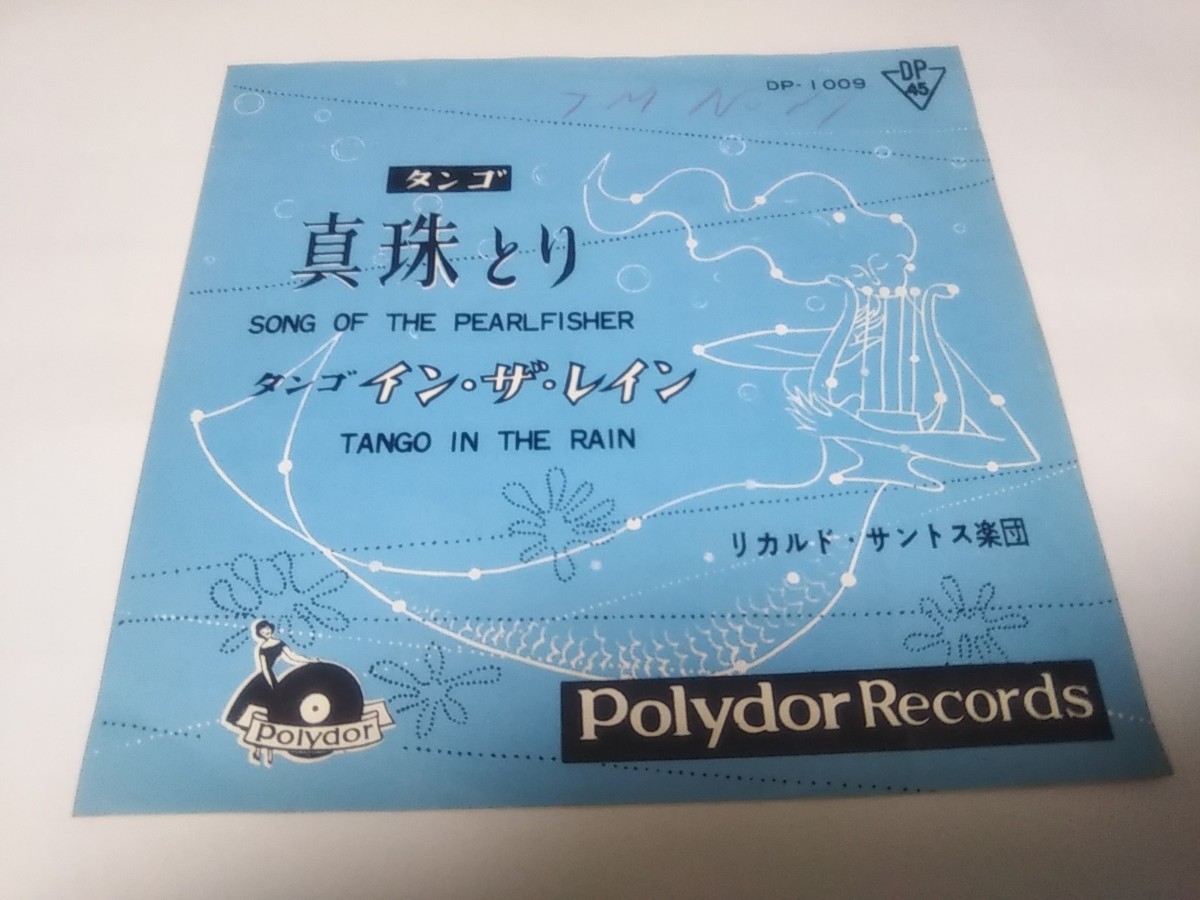 DP-1009
DP
45
タンゴ
真珠とり
SONG OF THE PEARLFISHER
タンゴ イン・ザ・レイン
TANGO IN THE RAIN
リカルド・サントス楽団
Polydor
Polydor Records